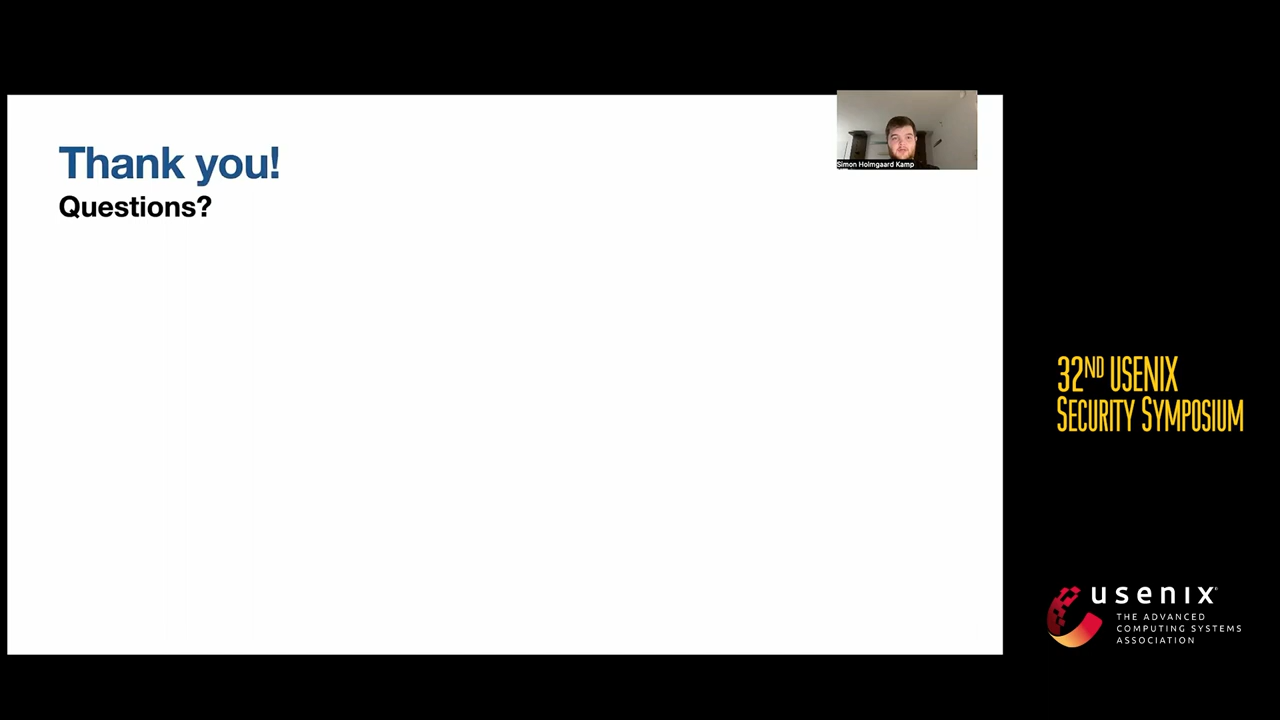 Thank you!
Questions?
Simon Holmgaard Kamp
32ND USENIX
SECURITY SYMPOSIUM
usenix
THE ADVANCED
COMPUTING SYSTEMS
ASSOCIATION